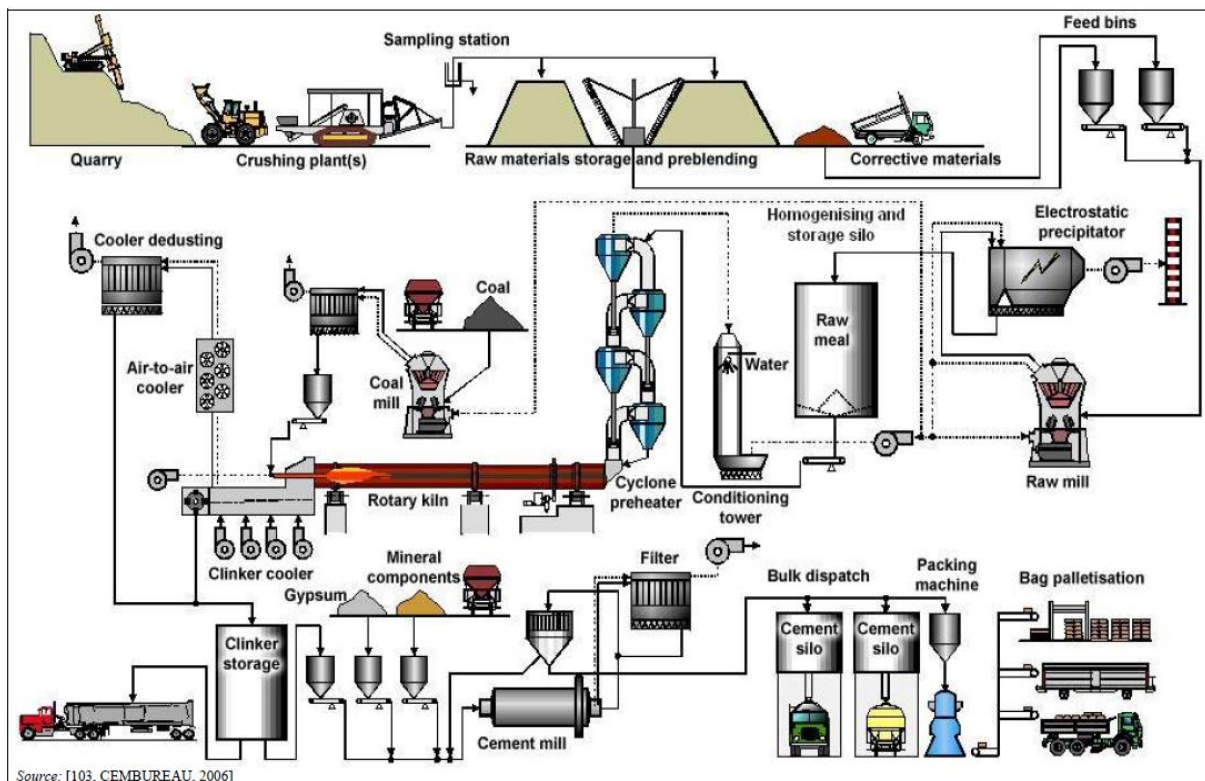 Feed bins
Sampling station
Quarry
Crushing plant(s)
Raw materials storage and preblending
Corrective materials
Cooler dedusting
Coal
Homogenising and
storage silo
Electrostatic
precipitator
Air-to-air
cooler
Coal
mill
Water
Raw
meal
Rotary kiln
Cyclone
preheater
Conditioning
tower
Raw mill
Clinker cooler
Mineral
components
Gypsum
Filter
Bulk dispatch
Packing
machine
Bag palletisation
Clinker
storage
Cement
silo
Cement
silo
Cement mill
Source: [103, CEMBUREAU, 2006]